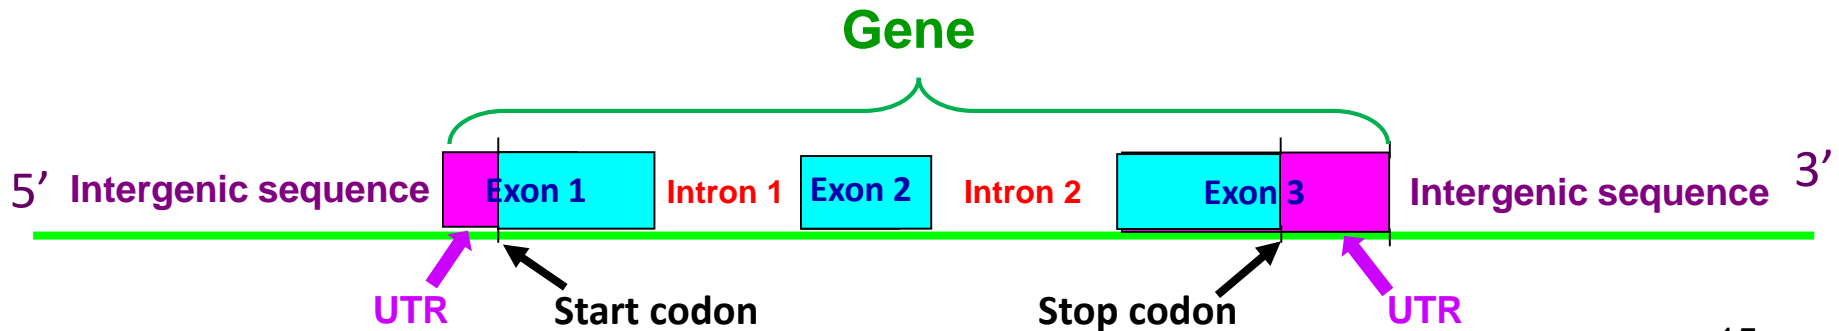 Gene
5’ Intergenic sequence Exon 1 Intron 1 Exon 2 Intron 2 Exon 3 Intergenic sequence 3’
UTR Start codon Stop codon UTR